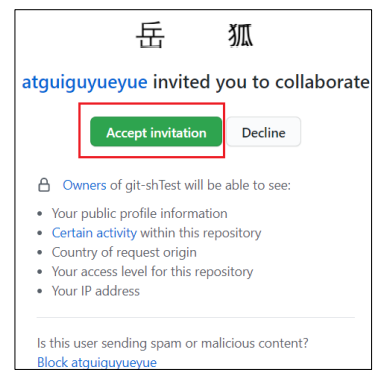 岳 狐
atguiguyueyue invited you to collaborate
Accept invitation Decline
Owners of git-shTest will be able to see:
• Your public profile information
• Certain activity within this repository
• Country of request origin
• Your access level for this repository
• Your IP address
Is this user sending spam or malicious content?
Block atguiguyueyue